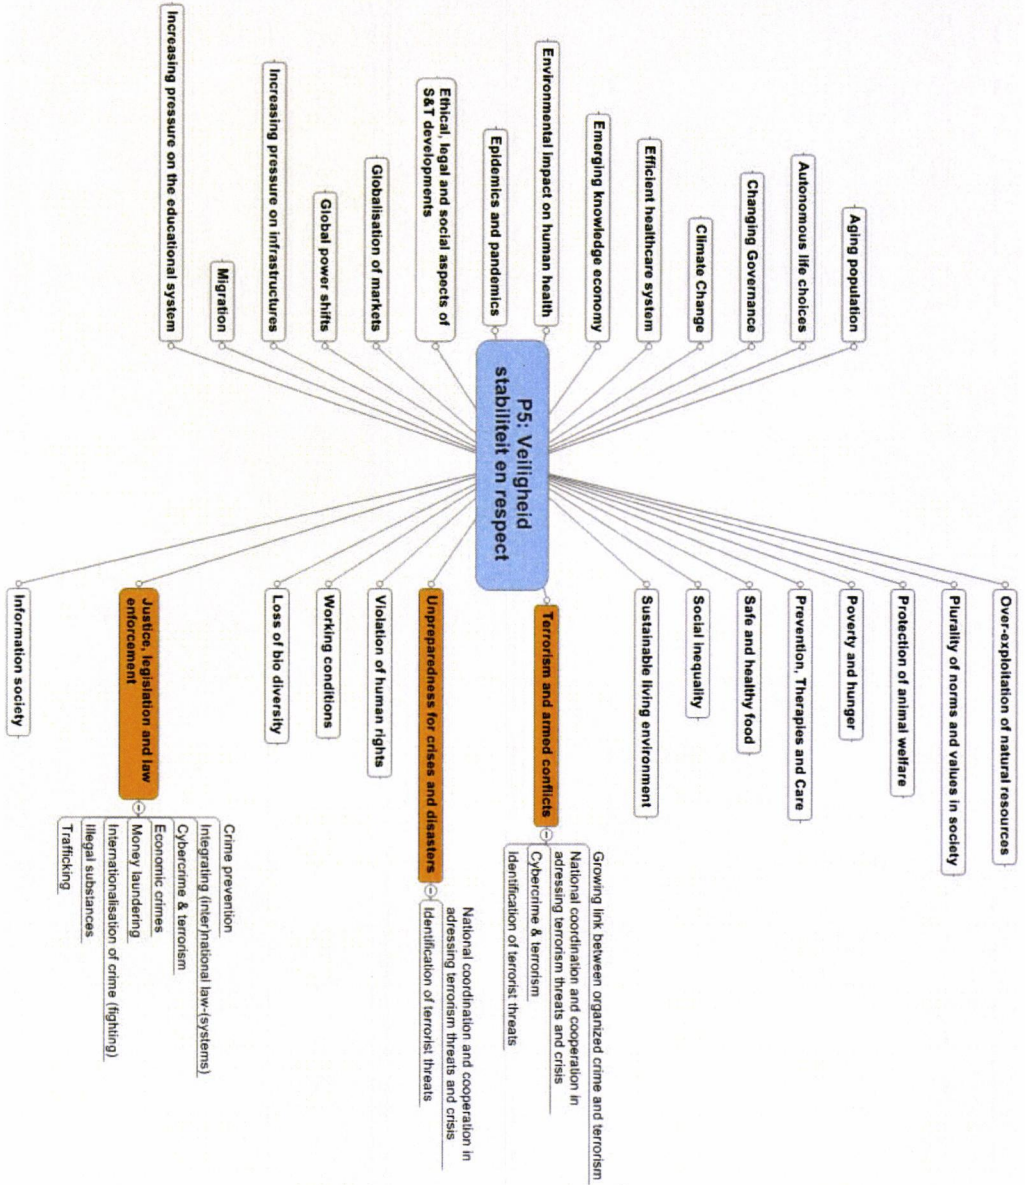 P5: Veiligheid
stabiliteit en respect
Over-exploitation of natural resources
Plurality of norms and values in society
Protection of animal welfare
Poverty and hunger
Prevention, Therapies and Care
Safe and healthy food
Social inequality
Sustainable living environment
Terrorism and armed conflicts
Growing link between organized crime and terrorism
National coordination and cooperation in
adressing terrorism threats and crisis
Cybercrime & terrorism
Identification of terrorist threats
Unpreparedness for crises and disasters
National coordination and cooperation in
adressing terrorism threats and crisis
Identification of terrorist threats
Violation of human rights
Working conditions
Loss of bio diversity
Justice, legislation and law
enforcement
Crime prevention
Integrating (inter)national law-(systems)
Cybercrime & terrorism
Economic crimes
Money laundering
Internationalisation of crime (fighting)
Illegal substances
Trafficking
Information society
Aging population
Autonomous life choices
Changing Governance
Climate Change
Efficient healthcare system
Emerging knowledge economy
Environmental impact on human health
Epidemics and pandemics
Ethical, legal and social aspects of
S&T developments
Globalisation of markets
Global power shifts
Increasing pressure on infrastructures
Migration
Increasing pressure on the educational system